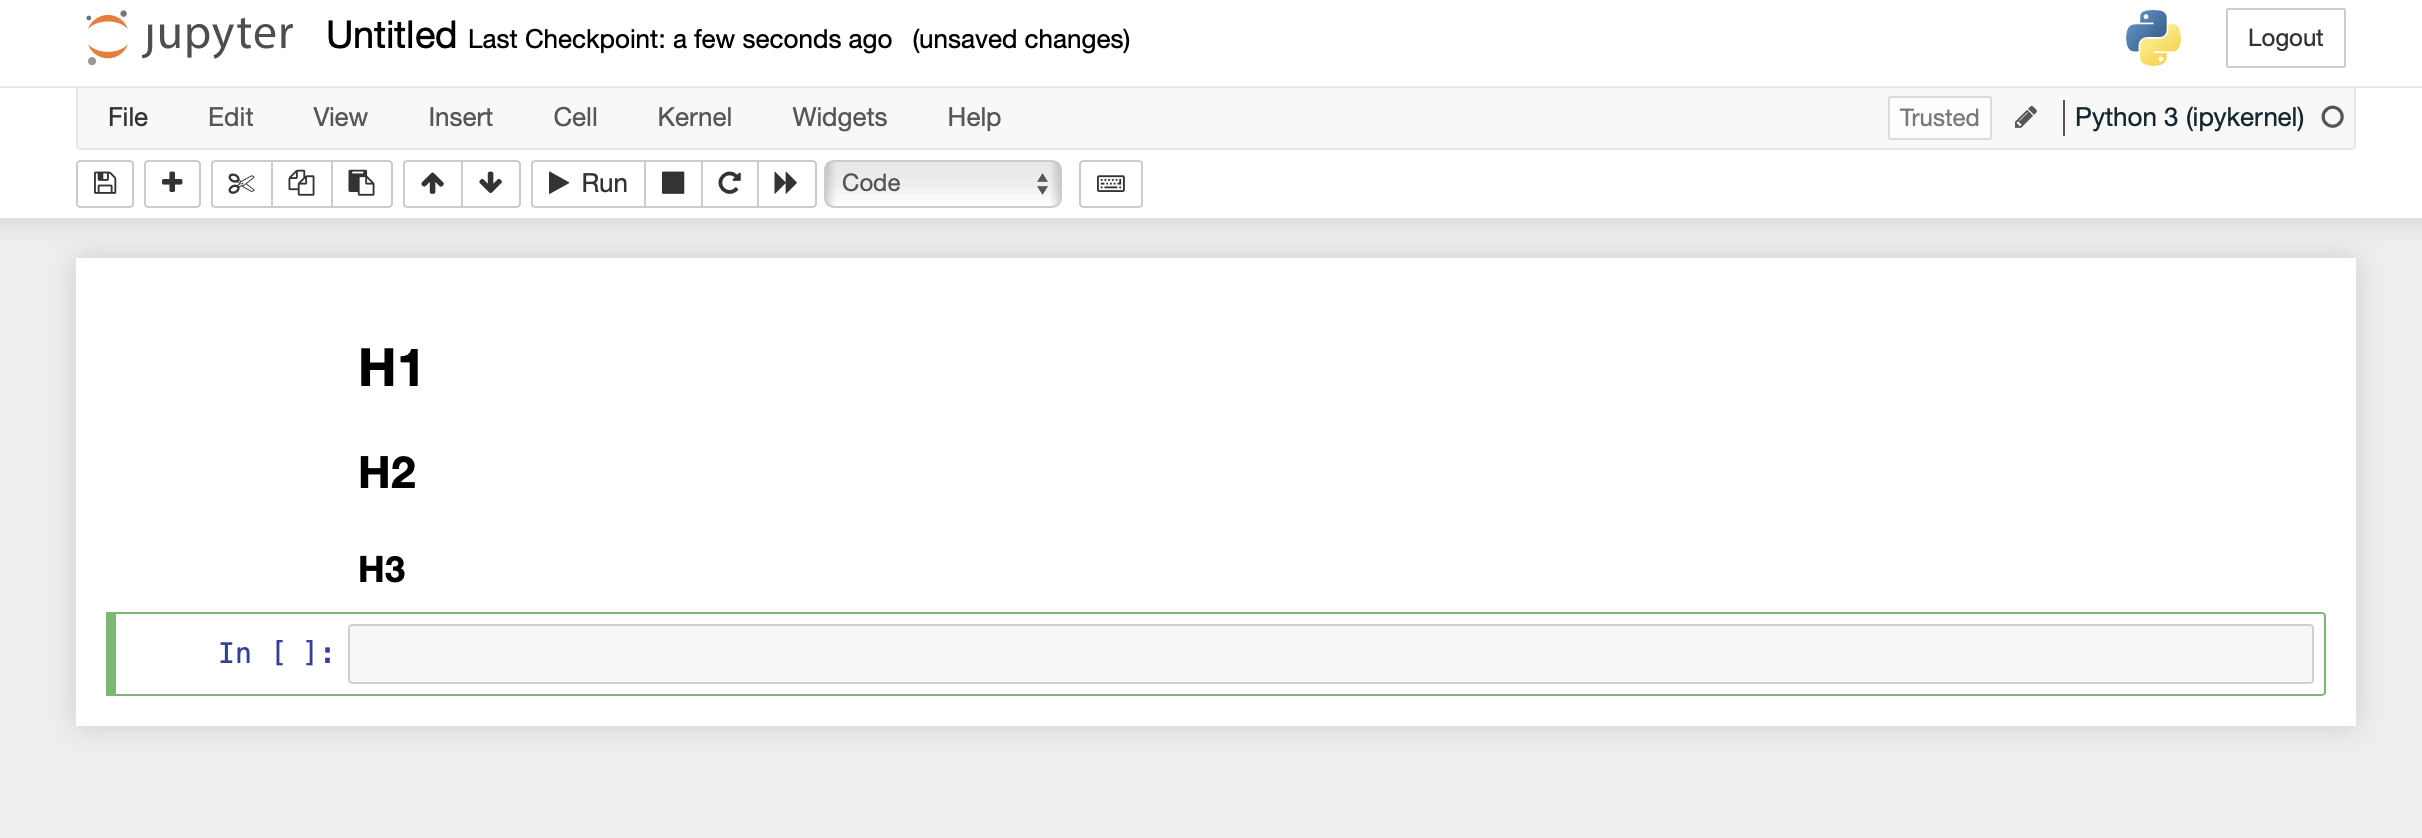 jupyter Untitled Last Checkpoint: a few seconds ago (unsaved changes) Logout
File Edit View Insert Cell Kernel Widgets Help Trusted Python 3 (ipykernel)
Run Code
H1
H2
H3
In [ ]: